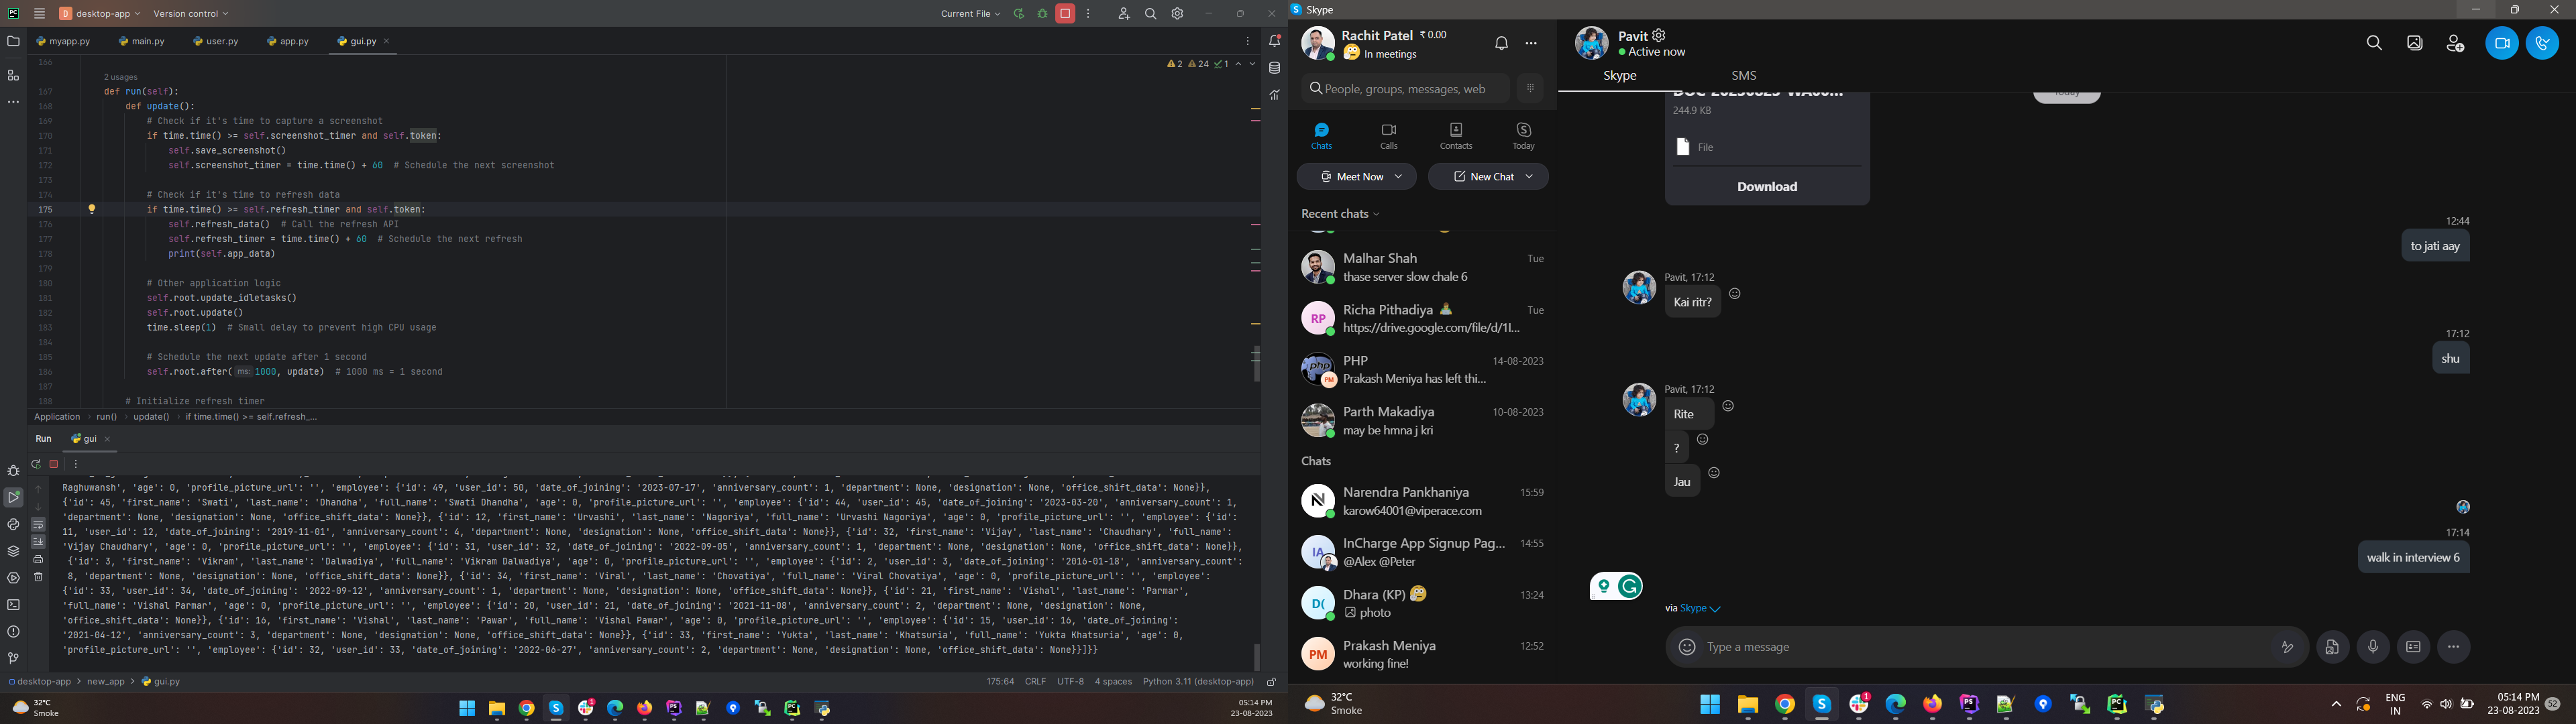 desktop-app
Version control
Current File
myapp.py
main.py
user.py
app.py
gui.py
2
24
1
166
2 usages
167 def run(self):
168 def update():
169 # Check if it's time to capture a screenshot
170 if time.time() >= self.screenshot_timer and self.token:
171 self.save_screenshot()
172 self.screenshot_timer = time.time() + 60 # Schedule the next screenshot
173
174 # Check if it's time to refresh data
175 if time.time() >= self.refresh_timer and self.token:
176 self.refresh_data() # Call the refresh API
177 self.refresh_timer = time.time() + 60 # Schedule the next refresh
178 print(self.app_data)
179
180 # Other application logic
181 self.root.update_idletasks()
182 self.root.update()
183 time.sleep(1) # Small delay to prevent high CPU usage
184
185 # Schedule the next update after 1 second
186 self.root.after( ms: 1000, update) # 1000 ms = 1 second
187
188 # Initialize refresh timer
Application > run() > update() > if time.time() >= self.refresh_...
Run
gui
Raghuwansh', 'age': 0, 'profile_picture_url': '', 'employee': {'id': 49, 'user_id': 50, 'date_of_joining': '2023-07-17', 'anniversary_count': 1, 'department': None, 'designation': None, 'office_shift_data': None}},
{'id': 45, 'first_name': 'Swati', 'last_name': 'Dhandha', 'full_name': 'Swati Dhandha', 'age': 0, 'profile_picture_url': '', 'employee': {'id': 44, 'user_id': 45, 'date_of_joining': '2023-03-20', 'anniversary_count': 1,
'department': None, 'designation': None, 'office_shift_data': None}}, {'id': 12, 'first_name': 'Urvashi', 'last_name': 'Nagoriya', 'full_name': 'Urvashi Nagoriya', 'age': 0, 'profile_picture_url': '', 'employee': {'id':
11, 'user_id': 12, 'date_of_joining': '2019-11-01', 'anniversary_count': 4, 'department': None, 'designation': None, 'office_shift_data': None}}, {'id': 32, 'first_name': 'Vijay', 'last_name': 'Chaudhary', 'full_name':
'Vijay Chaudhary', 'age': 0, 'profile_picture_url': '', 'employee': {'id': 31, 'user_id': 32, 'date_of_joining': '2022-09-05', 'anniversary_count': 1, 'department': None, 'designation': None, 'office_shift_data': None}},
{'id': 3, 'first_name': 'Vikram', 'last_name': 'Dalwadiya', 'full_name': 'Vikram Dalwadiya', 'age': 0, 'profile_picture_url': '', 'employee': {'id': 2, 'user_id': 3, 'date_of_joining': '2016-01-18', 'anniversary_count':
8, 'department': None, 'designation': None, 'office_shift_data': None}}, {'id': 34, 'first_name': 'Viral', 'last_name': 'Chovatiya', 'full_name': 'Viral Chovatiya', 'age': 0, 'profile_picture_url': '', 'employee':
{'id': 33, 'user_id': 34, 'date_of_joining': '2022-09-12', 'anniversary_count': 1, 'department': None, 'designation': None, 'office_shift_data': None}}, {'id': 21, 'first_name': 'Vishal', 'last_name': 'Parmar',
'full_name': 'Vishal Parmar', 'age': 0, 'profile_picture_url': '', 'employee': {'id': 20, 'user_id': 21, 'date_of_joining': '2021-11-08', 'anniversary_count': 2, 'department': None, 'designation': None,
'office_shift_data': None}}, {'id': 16, 'first_name': 'Vishal', 'last_name': 'Pawar', 'full_name': 'Vishal Pawar', 'age': 0, 'profile_picture_url': '', 'employee': {'id': 15, 'user_id': 16, 'date_of_joining':
'2021-04-12', 'anniversary_count': 3, 'department': None, 'designation': None, 'office_shift_data': None}}, {'id': 33, 'first_name': 'Yukta', 'last_name': 'Khatsuria', 'full_name': 'Yukta Khatsuria', 'age': 0,
'profile_picture_url': '', 'employee': {'id': 32, 'user_id': 33, 'date_of_joining': '2022-06-27', 'anniversary_count': 2, 'department': None, 'designation': None, 'office_shift_data': None}}]}}
desktop-app > new_app > gui.py
175:64 CRLF UTF-8 4 spaces Python 3.11 (desktop-app)
32°C
Smoke
05:14 PM
23-08-2023
Skype
Rachit Patel ₹ 0.00
In meetings
People, groups, messages, web
Chats
Calls
Contacts
Today
Meet Now
New Chat
Recent chats
Malhar Shah Tue
thase server slow chale 6
RP
Richa Pithadiya Tue
https://drive.google.com/file/d/1l...
php
PM
PHP 14-08-2023
Prakash Meniya has left thi...
Parth Makadiya 10-08-2023
may be hmna j kri
Chats
Narendra Pankhaniya 15:59
karow64001@viperace.com
IA
InCharge App Signup Pag... 14:55
@Alex @Peter
D(
Dhara (KP) 13:24
photo
PM
Prakash Meniya 12:52
working fine!
Pavit
Active now
Skype
SMS
Today
244.9 KB
File
Download
12:44
to jati aay
Pavit, 17:12
Kai ritr?
17:12
shu
Pavit, 17:12
Rite
?
Jau
17:14
walk in interview 6
via Skype
Type a message
32°C
Smoke
1
ENG
IN
05:14 PM
23-08-2023
52